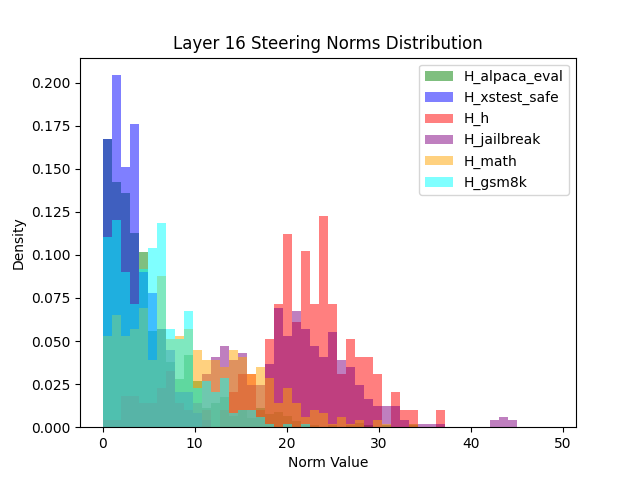 Layer 16 Steering Norms Distribution
H_alpaca_eval
H_xstest_safe
H_h
H_jailbreak
H_math
H_gsm8k
0.200
0.175
0.150
0.125
0.100
0.075
0.050
0.025
0.000
Density
0 10 20 30 40 50
Norm Value